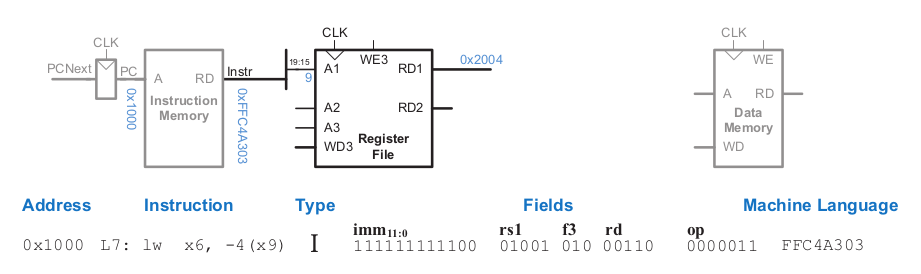 CLK
CLK
PCNext
PC
A
RD
Instruction
Memory
0x1000
Instr
0xFFC4A303
19:15
9
A1
WE3
RD1
0x2004
A2
RD2
A3
WD3
Register
File
CLK
WE
A
RD
Data
Memory
WD
Address Instruction Type Fields Machine Language
imm11:0 rs1 f3 rd op
0x1000 L7: lw x6, -4(x9) I 111111111100 01001 010 00110 0000011 FFC4A303